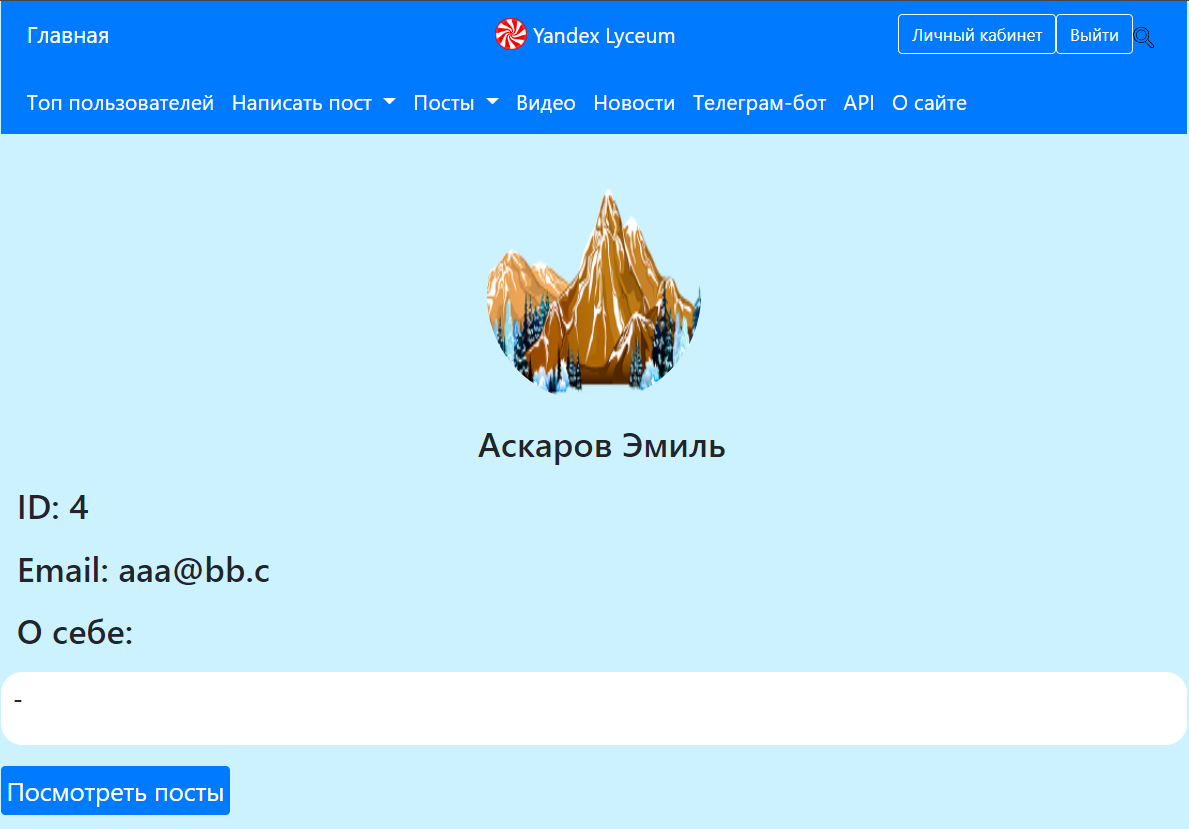 Главная Yandex Lyceum Личный кабинет Выйти
Топ пользователей Написать пост Посты Видео Новости Телеграм-бот API О сайте
Аскаров Эмиль
ID: 4
Email: aaa@bb.c
О себе:
-
Посмотреть посты